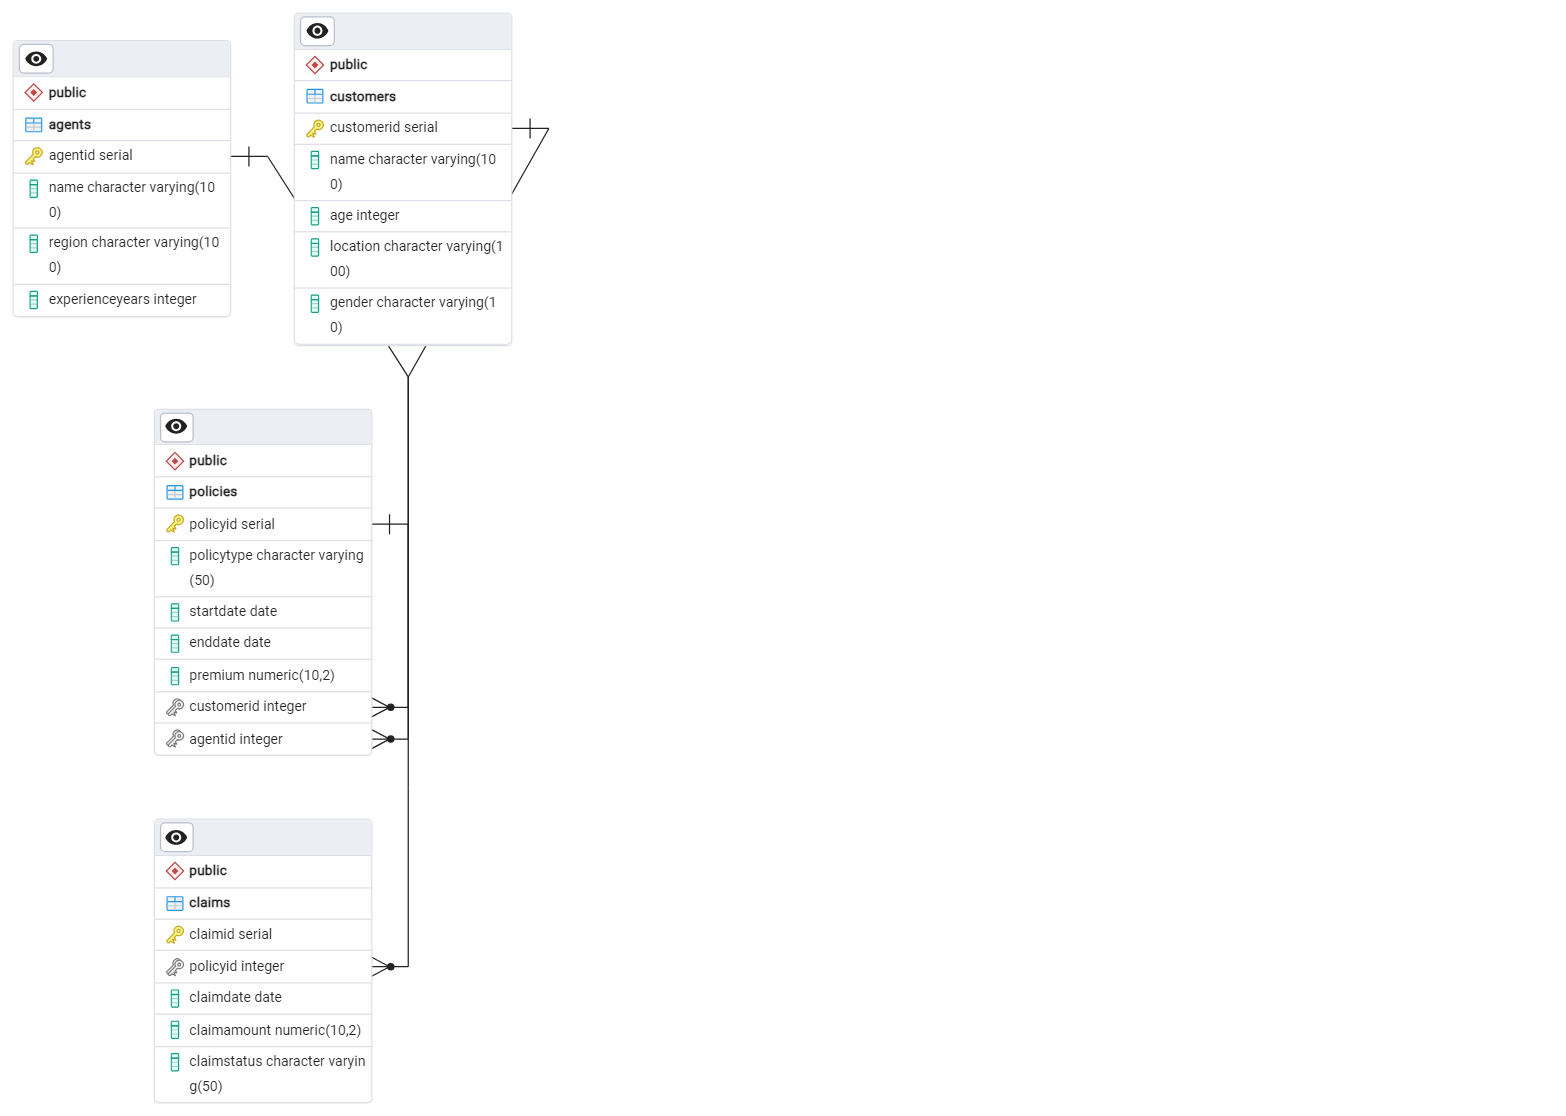 public
agents
agentid serial
name character varying(10
0)
region character varying(10
0)
experienceyears integer
public
customers
customerid serial
name character varying(10
0)
age integer
location character varying(1
00)
gender character varying(1
0)
public
policies
policyid serial
policytype character varying
(50)
startdate date
enddate date
premium numeric(10,2)
customerid integer
agentid integer
public
claims
claimid serial
policyid integer
claimdate date
claimamount numeric(10,2)
claimstatus character varyin
g(50)